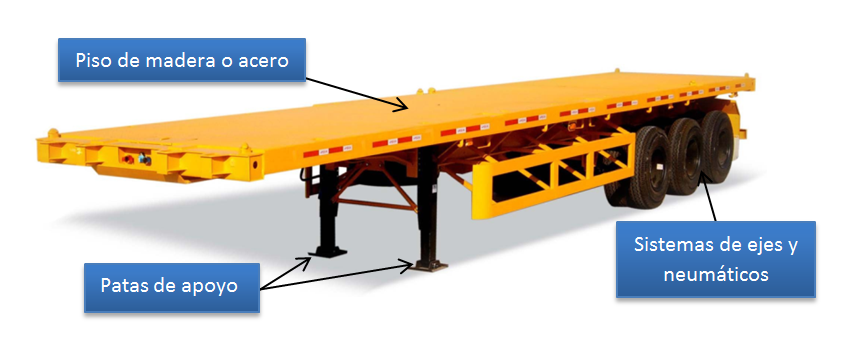 Piso de madera o acero
Sistemas de ejes y
neumáticos
Patas de apoyo